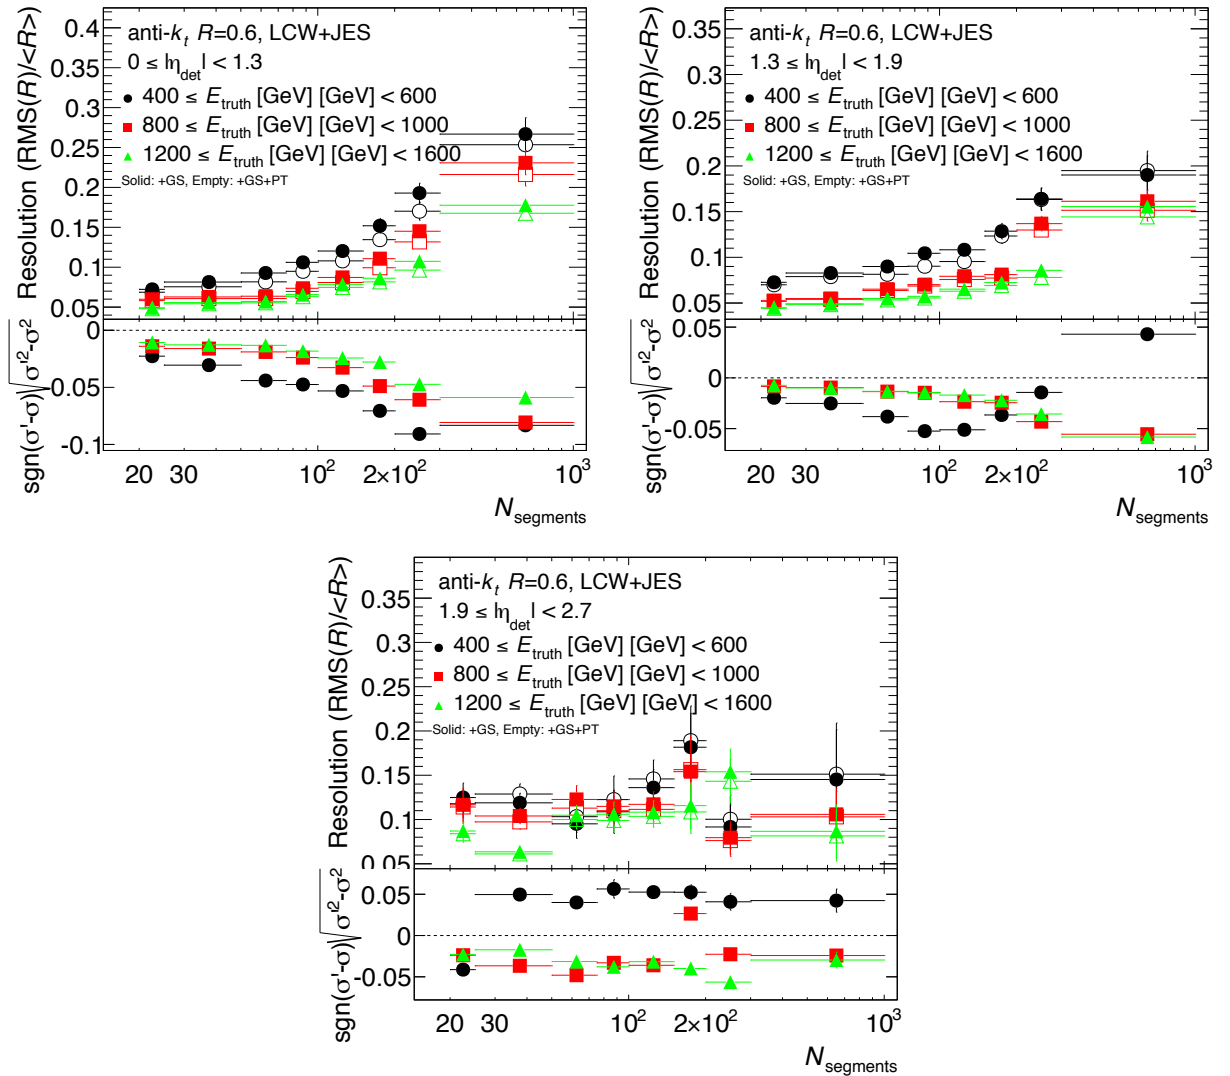 anti-k_t R=0.6, LCW+JES
0 ≤ |η_det| < 1.3
400 ≤ E_truth [GeV] [GeV] < 600
800 ≤ E_truth [GeV] [GeV] < 1000
1200 ≤ E_truth [GeV] [GeV] < 1600
Solid: +GS, Empty: +GS+PT
Resolution (RMS(R)/<R>)
0.4
0.35
0.3
0.25
0.2
0.15
0.1
0.05
sgn(σ'-σ)√σ'²-σ²
0
-0.05
-0.1
20 30 10² 2×10² 10³
N_segments
anti-k_t R=0.6, LCW+JES
1.3 ≤ |η_det| < 1.9
400 ≤ E_truth [GeV] [GeV] < 600
800 ≤ E_truth [GeV] [GeV] < 1000
1200 ≤ E_truth [GeV] [GeV] < 1600
Solid: +GS, Empty: +GS+PT
Resolution (RMS(R)/<R>)
0.35
0.3
0.25
0.2
0.15
0.1
0.05
sgn(σ'-σ)√σ'²-σ²
0.05
0
-0.05
20 30 10² 2×10² 10³
N_segments
anti-k_t R=0.6, LCW+JES
1.9 ≤ |η_det| < 2.7
400 ≤ E_truth [GeV] [GeV] < 600
800 ≤ E_truth [GeV] [GeV] < 1000
1200 ≤ E_truth [GeV] [GeV] < 1600
Solid: +GS, Empty: +GS+PT
Resolution (RMS(R)/<R>)
0.35
0.3
0.25
0.2
0.15
0.1
0.05
sgn(σ'-σ)√σ'²-σ²
0.05
0
-0.05
20 30 10² 2×10² 10³
N_segments